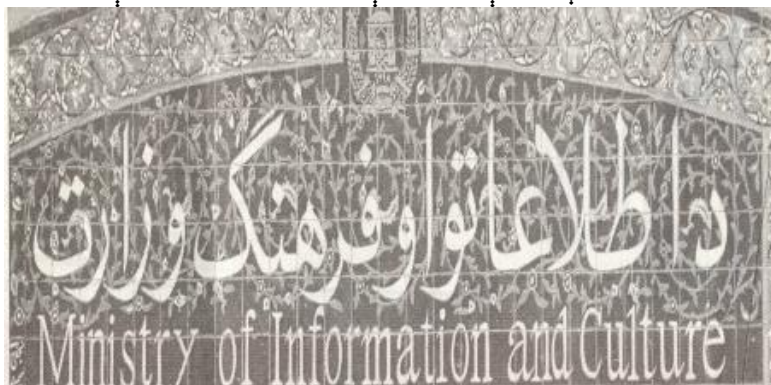 د اطلاعاتو او فرهنگ وزارت
Ministry of Information and Culture